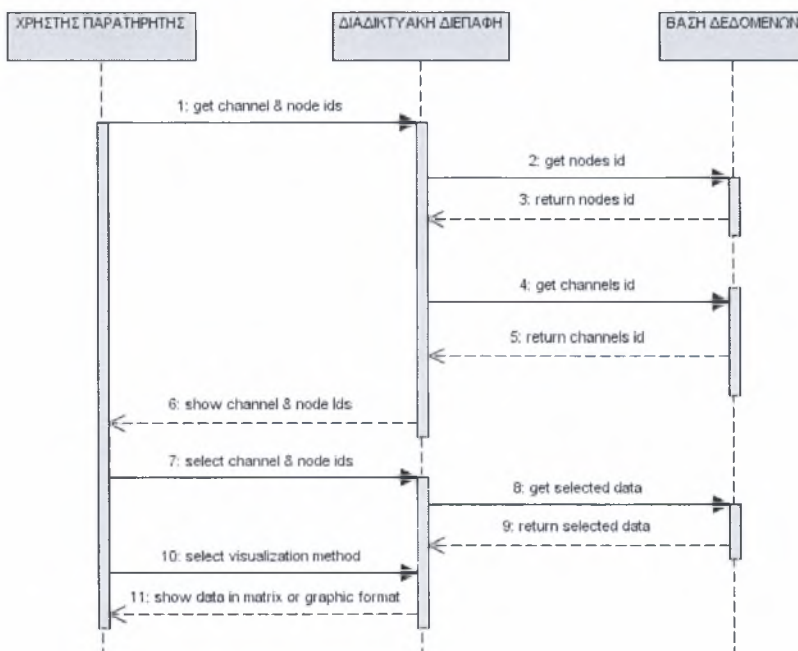 ΧΡΗΣΤΗΣ ΠΑΡΑΤΗΡΗΤΗΣ
ΔΙΑΔΙΚΤΥΑΚΗ ΔΙΕΠΑΦΗ
ΒΑΣΗ ΔΕΔΟΜΕΝΩΝ
1: get channel & node ids
2: get nodes id
3: return nodes id
4: get channels id
5: return channels id
6: show channel & node Ids
7: select channel & node ids
8: get selected data
9: return selected data
10: select visualization method
11: show data in matrix or graphic format